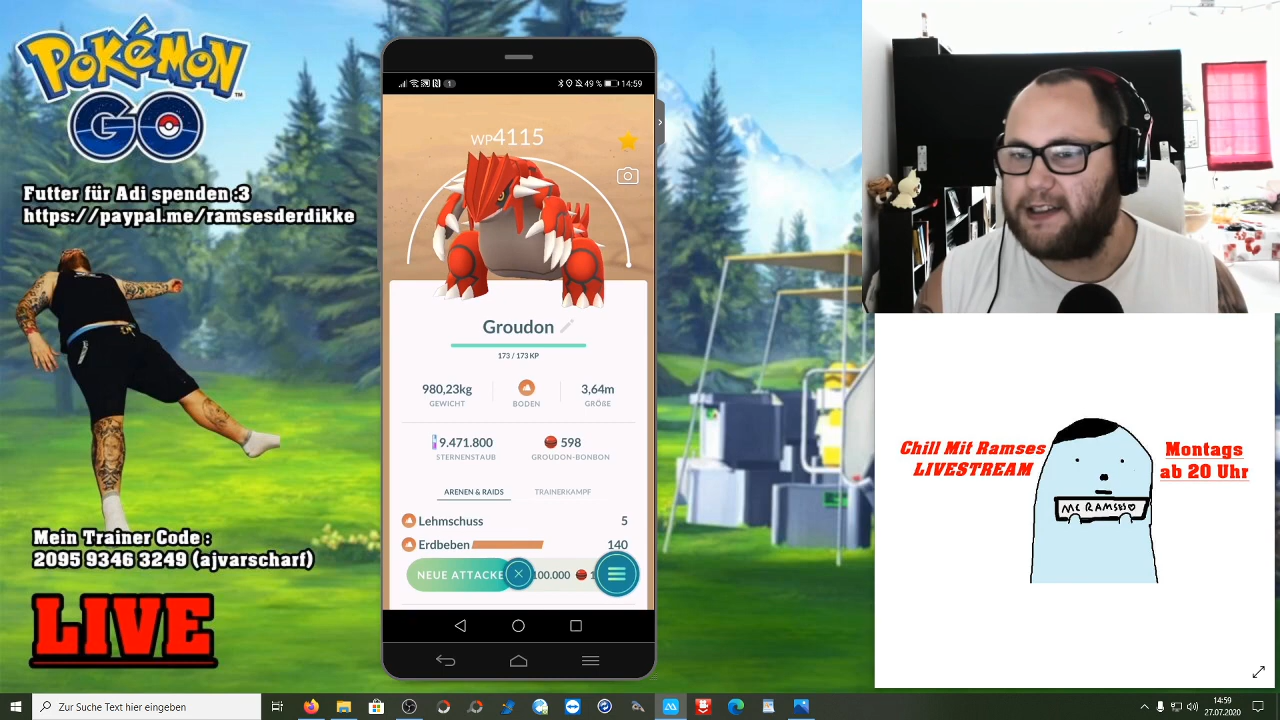 POKÉMON
GO
Futter für Adi spenden :3
https://paypal.me/ramsesderdikke
Mein Trainer Code :
2095 9346 3249 (ajvarscharf)
LIVE
1
49 %
14:59
WP4115
Groudon
173 / 173 KP
980,23kg
GEWICHT
BODEN
3,64m
GRÖẞE
9.471.800
STERNENSTAUB
598
GROUDON-BONBON
ARENEN & RAIDS
TRAINERKAMPF
Lehmschuss 5
Erdbeben 140
NEUE ATTACKE
100.000
Chill Mit Ramses
LIVESTREAM
Montags
ab 20 Uhr
MC RAMSES
Zur Suche Text hier eingeben
14:59
27.07.2020